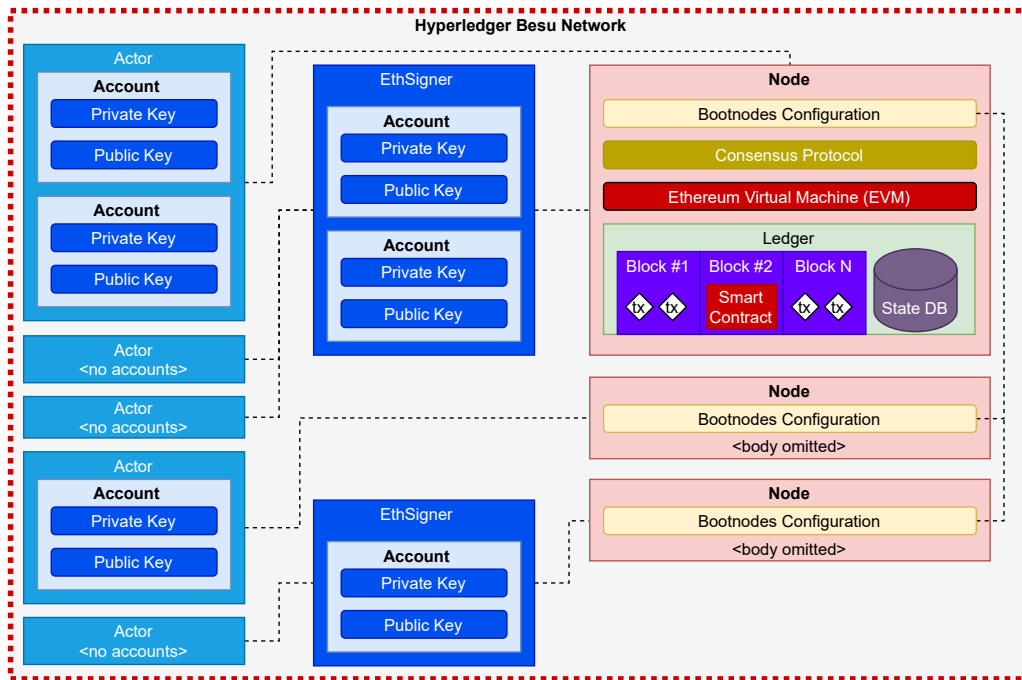 Hyperledger Besu Network
Actor
Account
Private Key
Public Key
Account
Private Key
Public Key
Actor
<no accounts>
Actor
<no accounts>
Actor
Account
Private Key
Public Key
Actor
<no accounts>
EthSigner
Account
Private Key
Public Key
Account
Private Key
Public Key
EthSigner
Account
Private Key
Public Key
Node
Bootnodes Configuration
Consensus Protocol
Ethereum Virtual Machine (EVM)
Ledger
Block #1
tx
tx
Block #2
Smart
Contract
Block N
tx
tx
State DB
Node
Bootnodes Configuration
<body omitted>
Node
Bootnodes Configuration
<body omitted>